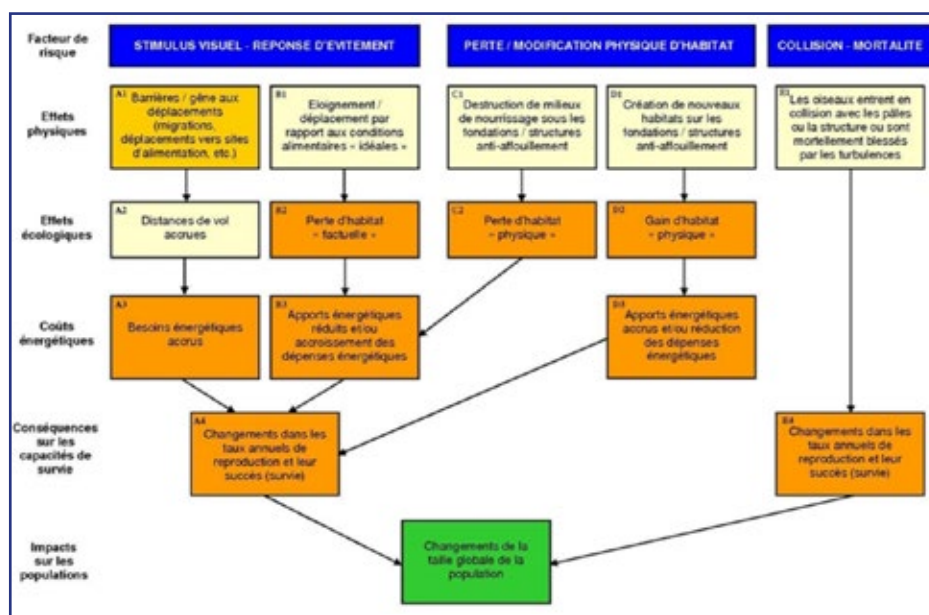 Facteur de
risque
STIMULUS VISUEL - REPONSE D'EVITEMENT
PERTE / MODIFICATION PHYSIQUE D'HABITAT
COLLISION - MORTALITE
Effets
physiques
A1
Barrières / gêne aux
déplacements
(migrations,
déplacements vers sites
d'alimentation, etc.)
B1
Eloignement /
déplacement par
rapport aux conditions
alimentaires « idéales »
C1
Destruction de milieux
de nourrissage sous les
fondations / structures
anti-affouillement
D1
Création de nouveaux
habitats sur les
fondations / structures
anti-affouillement
E1
Les oiseaux entrent en
collision avec les pâles
ou la structure ou sont
mortellement blessés
par les turbulences
Effets
écologiques
A2
Distances de vol
accrues
B2
Perte d'habitat
« factuelle »
C2
Perte d'habitat
« physique »
D2
Gain d'habitat
« physique »
Coûts
énergétiques
A3
Besoins énergétiques
accrus
B3
Apports énergétiques
réduits et/ou
accroissement des
dépenses énergétiques
D3
Apports énergétiques
accrus et/ou réduction
des dépenses
énergétiques
Conséquences
sur les
capacités de
survie
A4
Changements dans les
taux annuels de
reproduction et leur
succès (survie)
E4
Changements dans les
taux annuels de
reproduction et leur
succès (survie)
Impacts
sur les
populations
Changements de la
taille globale de la
population